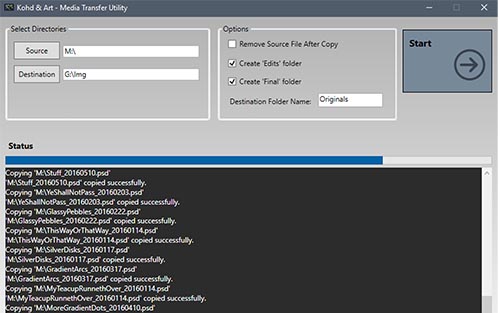 Kohd & Art - Media Transfer Utility
Select Directories
Source M:\
Destination G:\Img
Options
Remove Source File After Copy
Create 'Edits' folder
Create 'Final' folder
Destination Folder Name: Originals
Start
Status
Copying 'M:\Stuff_20160510.psd'
'M:\Stuff_20160510.psd' copied successfully.
Copying 'M:\YeShallNotPass_20160203.psd'
'M:\YeShallNotPass_20160203.psd' copied successfully.
Copying 'M:\GlassyPebbles_20160222.psd'
'M:\GlassyPebbles_20160222.psd' copied successfully.
Copying 'M:\ThisWayOrThatWay_20160114.psd'
'M:\ThisWayOrThatWay_20160114.psd' copied successfully.
Copying 'M:\SilverDisks_20160117.psd'
'M:\SilverDisks_20160117.psd' copied successfully.
Copying 'M:\GradientArcs_20160317.psd'
'M:\GradientArcs_20160317.psd' copied successfully.
Copying 'M:\MyTeacupRunnethOver_20160114.psd'
'M:\MyTeacupRunnethOver_20160114.psd' copied successfully.
Copying 'M:\MoreGradientDots_20160410.psd'